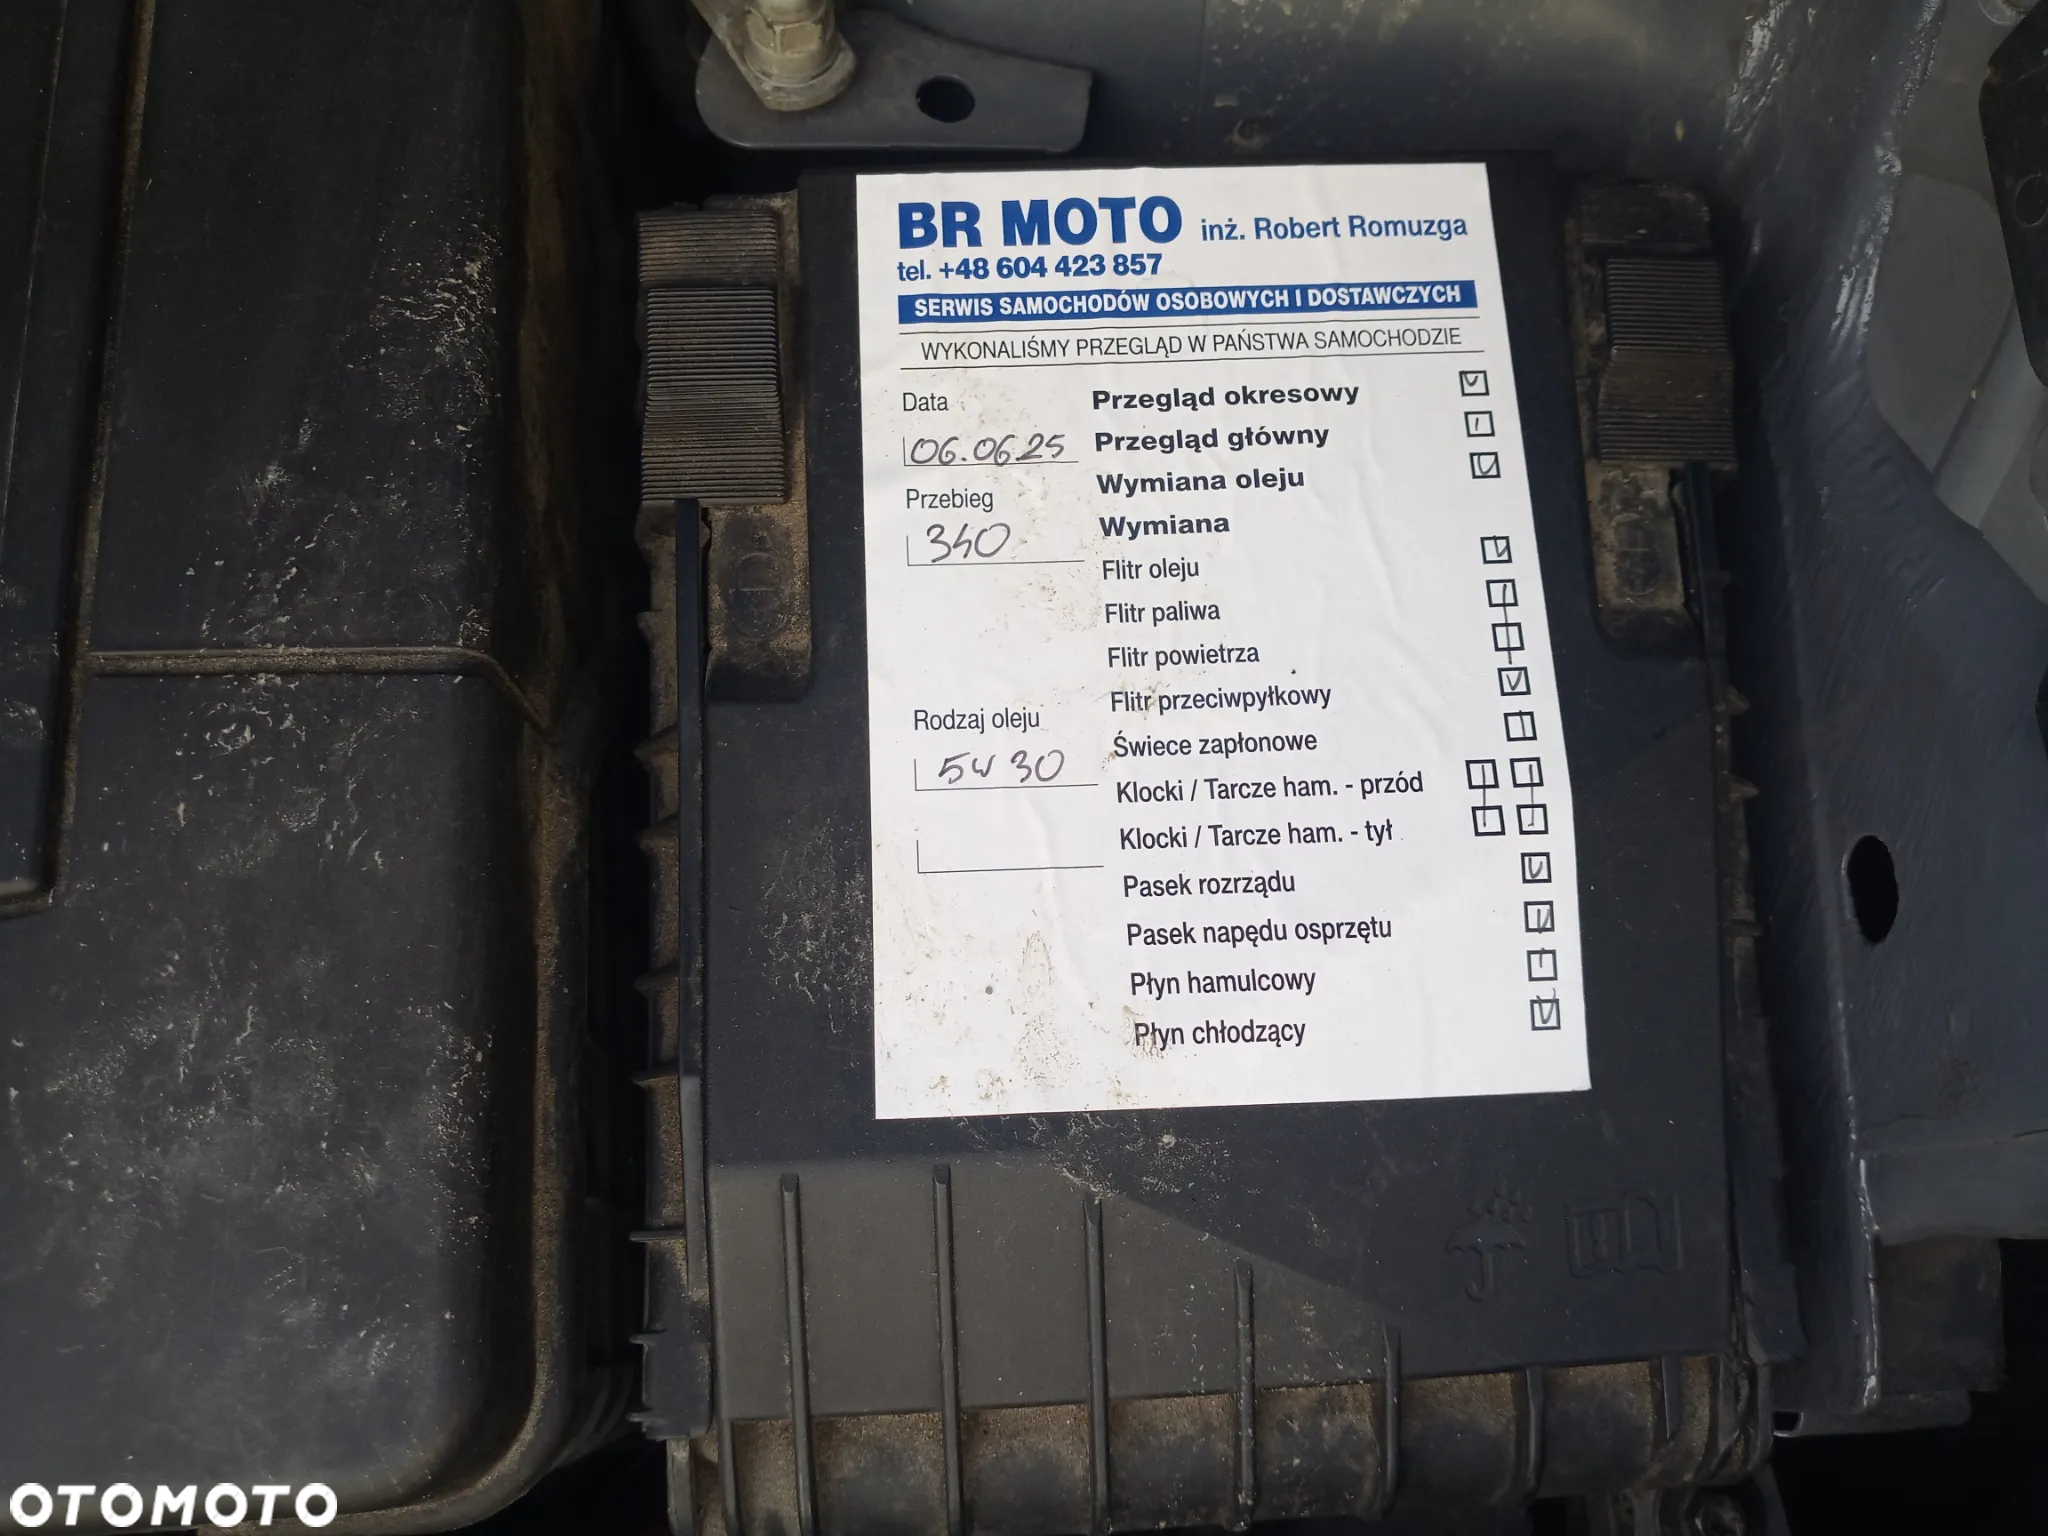 BR MOTO inż. Robert Romuzga
tel. +48 604 423 857
SERWIS SAMOCHODÓW OSOBOWYCH I DOSTAWCZYCH
WYKONALIŚMY PRZEGLĄD W PAŃSTWA SAMOCHODZIE
Data
06.06.25
Przebieg
340
Rodzaj oleju
5W30
Przegląd okresowy
Przegląd główny
Wymiana oleju
Wymiana
Flitr oleju
Flitr paliwa
Flitr powietrza
Flitr przeciwpyłkowy
Świece zapłonowe
Klocki / Tarcze ham. - przód
Klocki / Tarcze ham. - tył
Pasek rozrządu
Pasek napędu osprzętu
Płyn hamulcowy
Płyn chłodzący
OTOMOTO